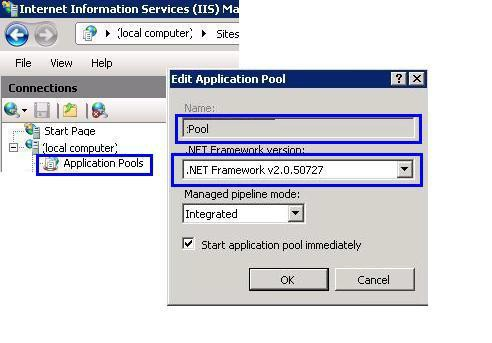 Internet Information Services (IIS) Ma
(local computer) Sites
File View Help
Connections
Start Page
(local computer)
Application Pools
Edit Application Pool
Name:
:Pool
.NET Framework version:
.NET Framework v2.0.50727
Managed pipeline mode:
Integrated
Start application pool immediately
OK Cancel